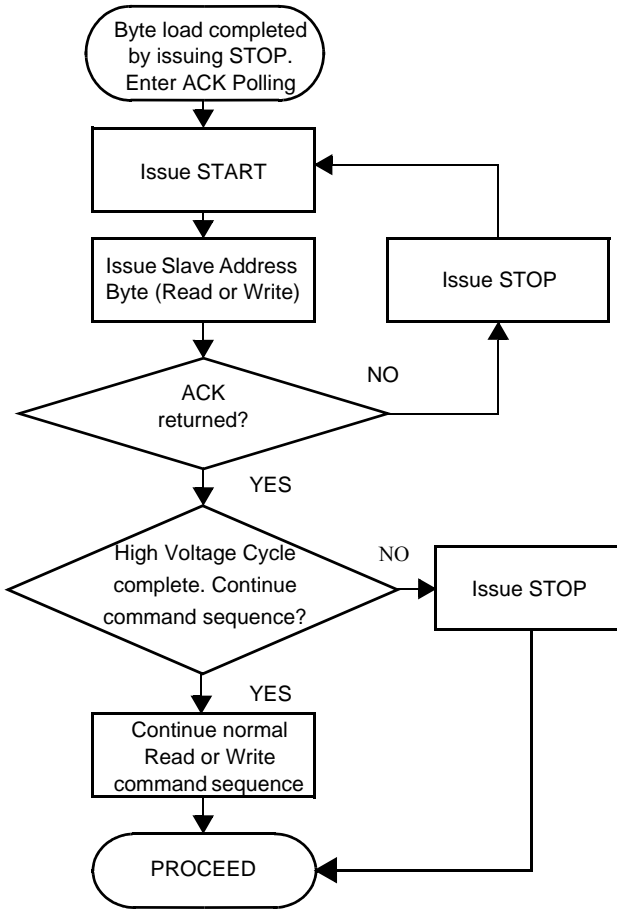 Byte load completed
by issuing STOP.
Enter ACK Polling
Issue START
Issue Slave Address
Byte (Read or Write)
Issue STOP
ACK
returned?
NO
YES
High Voltage Cycle
complete. Continue
command sequence?
NO
Issue STOP
YES
Continue normal
Read or Write
command sequence
PROCEED